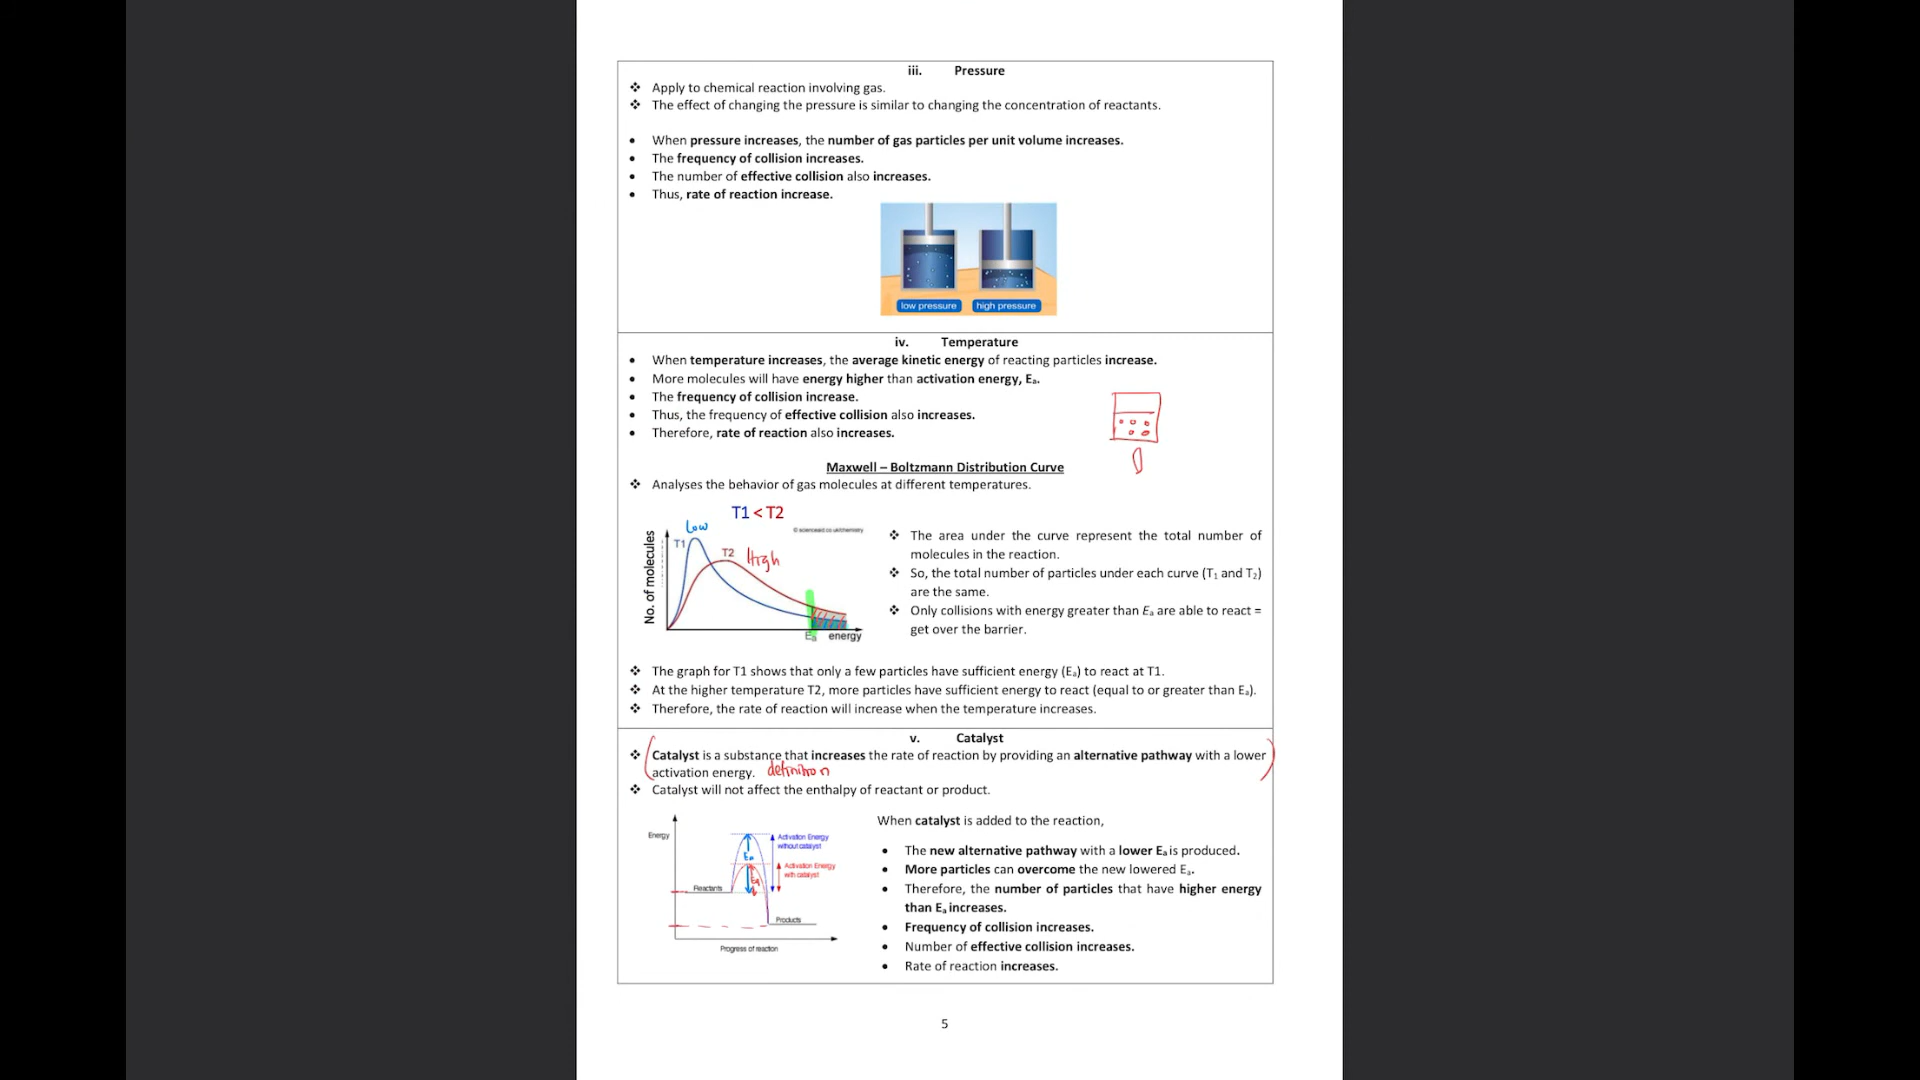 iii. Pressure
❖ Apply to chemical reaction involving gas.
❖ The effect of changing the pressure is similar to changing the concentration of reactants.
• When pressure increases, the number of gas particles per unit volume increases.
• The frequency of collision increases.
• The number of effective collision also increases.
• Thus, rate of reaction increase.
low pressure high pressure
iv. Temperature
• When temperature increases, the average kinetic energy of reacting particles increase.
• More molecules will have energy higher than activation energy, Eₐ.
• The frequency of collision increase.
• Thus, the frequency of effective collision also increases.
• Therefore, rate of reaction also increases.
Maxwell – Boltzmann Distribution Curve
❖ Analyses the behavior of gas molecules at different temperatures.
T1 < T2
Low
T1
T2 High
No. of molecules
Ea energy
❖ The area under the curve represent the total number of
molecules in the reaction.
❖ So, the total number of particles under each curve (T₁ and T₂)
are the same.
❖ Only collisions with energy greater than Eₐ are able to react =
get over the barrier.
❖ The graph for T1 shows that only a few particles have sufficient energy (Eₐ) to react at T1.
❖ At the higher temperature T2, more particles have sufficient energy to react (equal to or greater than Eₐ).
❖ Therefore, the rate of reaction will increase when the temperature increases.
v. Catalyst
❖ Catalyst is a substance that increases the rate of reaction by providing an alternative pathway with a lower
activation energy. definition
❖ Catalyst will not affect the enthalpy of reactant or product.
Energy
Activation Energy
without catalyst
Ea
Activation Energy
with catalyst
Ea
Reactants
Products
Progress of reaction
When catalyst is added to the reaction,
• The new alternative pathway with a lower Eₐ is produced.
• More particles can overcome the new lowered Eₐ.
• Therefore, the number of particles that have higher energy
than Eₐ increases.
• Frequency of collision increases.
• Number of effective collision increases.
• Rate of reaction increases.
5